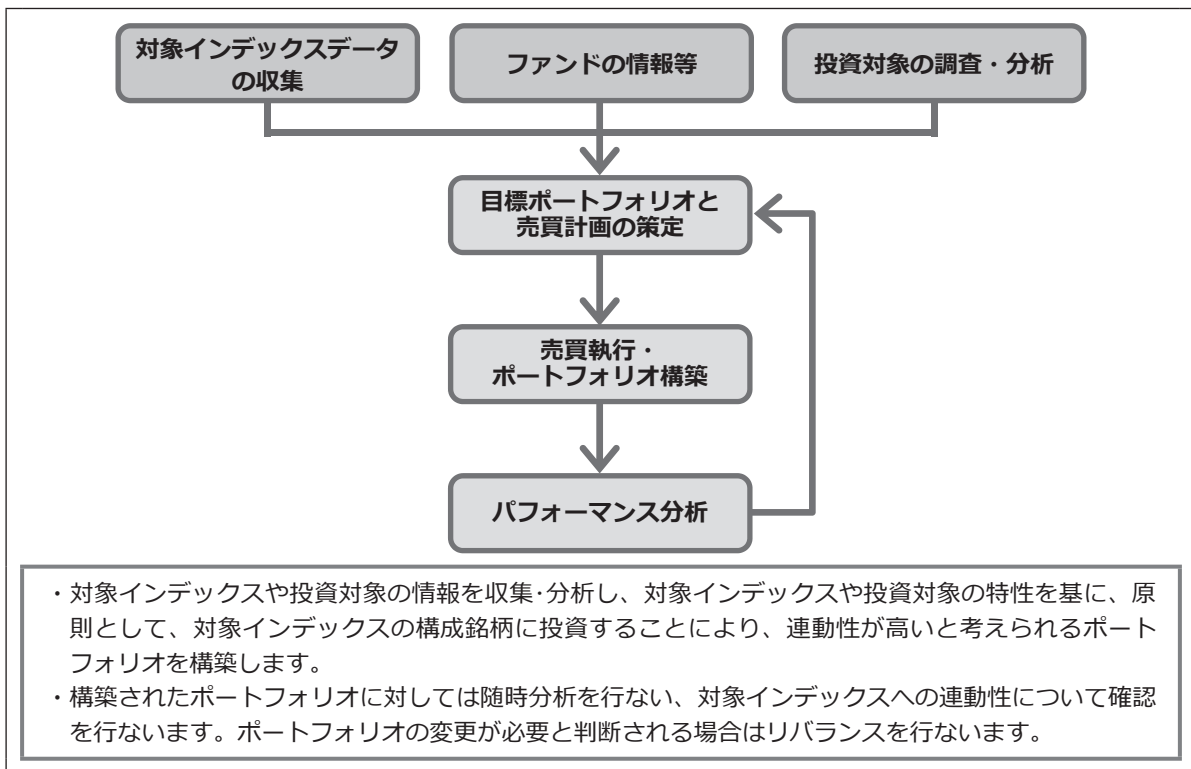 対象インデックスデータ
の収集
ファンドの情報等
投資対象の調査・分析
目標ポートフォリオと
売買計画の策定
売買執行・
ポートフォリオ構築
パフォーマンス分析
・対象インデックスや投資対象の情報を収集･分析し、対象インデックスや投資対象の特性を基に、原
則として、対象インデックスの構成銘柄に投資することにより、連動性が高いと考えられるポート
フォリオを構築します。
・構築されたポートフォリオに対しては随時分析を行ない、対象インデックスへの連動性について確認
を行ないます。ポートフォリオの変更が必要と判断される場合はリバランスを行ないます。